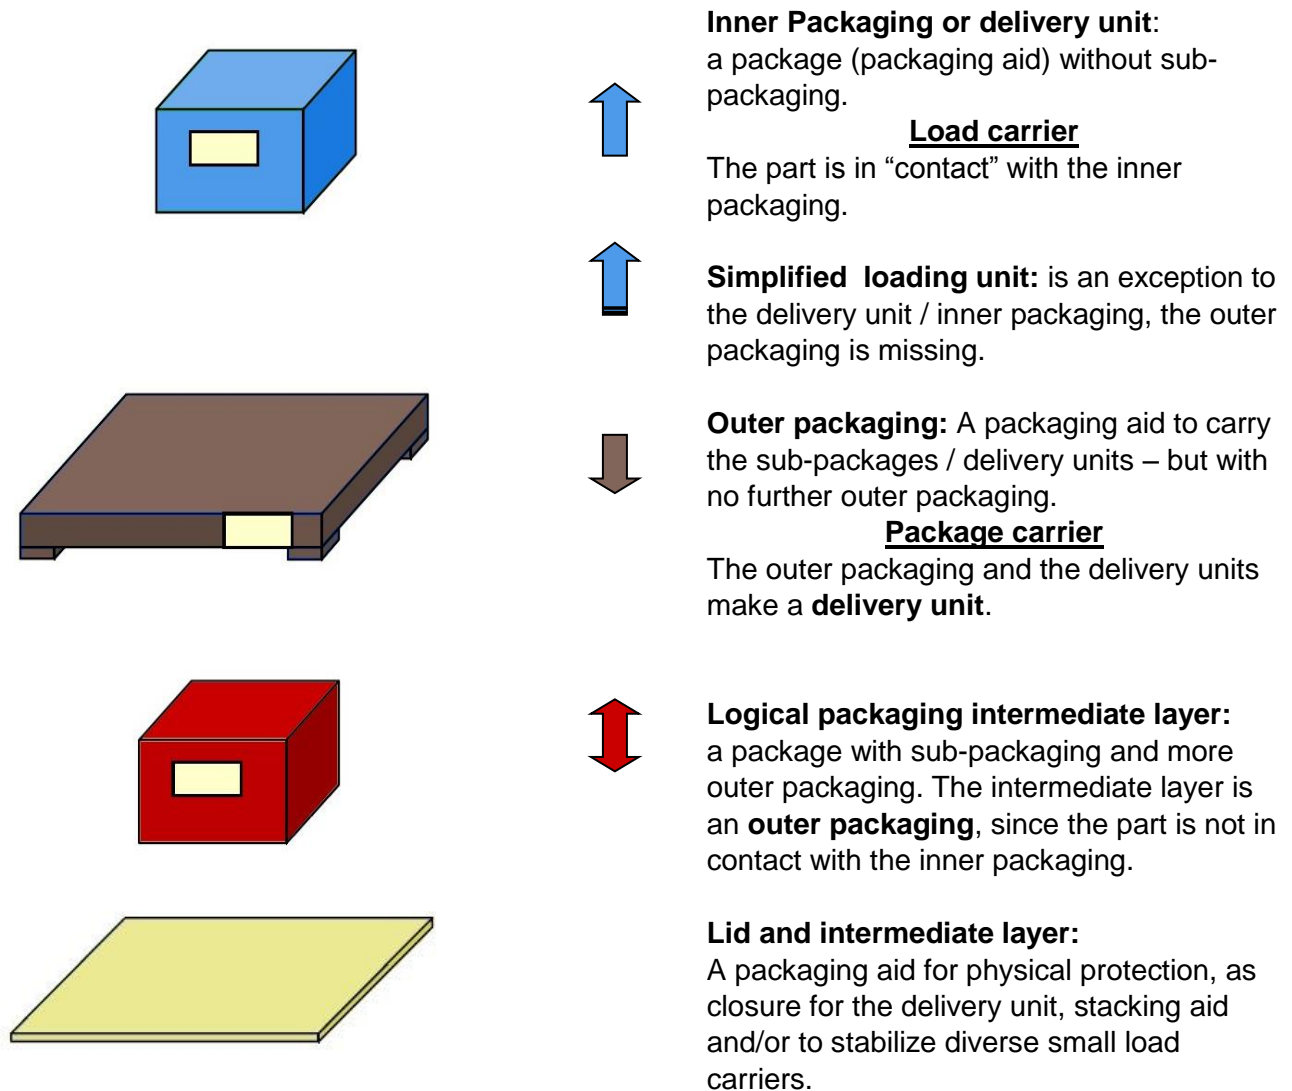 Inner Packaging or delivery unit:
a package (packaging aid) without sub-
packaging.
Load carrier
The part is in “contact” with the inner
packaging.
Simplified  loading unit: is an exception to
the delivery unit / inner packaging, the outer
packaging is missing.
Outer packaging: A packaging aid to carry
the sub-packages / delivery units – but with
no further outer packaging.
Package carrier
The outer packaging and the delivery units
make a delivery unit.
Logical packaging intermediate layer:
a package with sub-packaging and more
outer packaging. The intermediate layer is
an outer packaging, since the part is not in
contact with the inner packaging.
Lid and intermediate layer:
A packaging aid for physical protection, as
closure for the delivery unit, stacking aid
and/or to stabilize diverse small load
carriers.